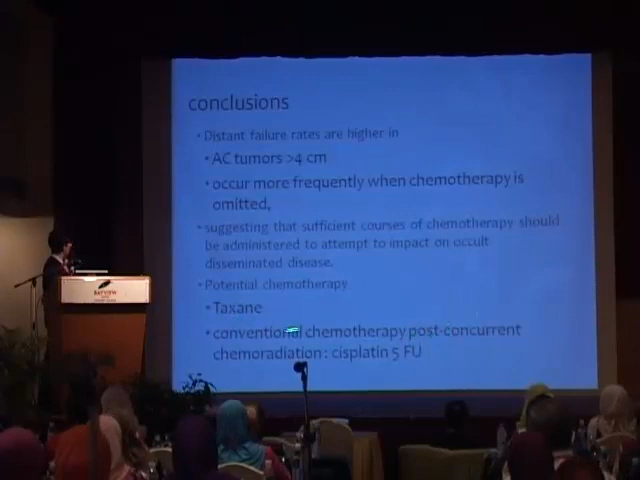 conclusions
• Distant failure rates are higher in
• AC tumors >4 cm
• occur more frequently when chemotherapy is
omitted,
• suggesting that sufficient courses of chemotherapy should
be administered to attempt to impact on occult
disseminated disease.
• Potential chemotherapy
• Taxane
• conventional chemotherapy post-concurrent
chemoradiation: cisplatin 5 FU
BAYVIEW